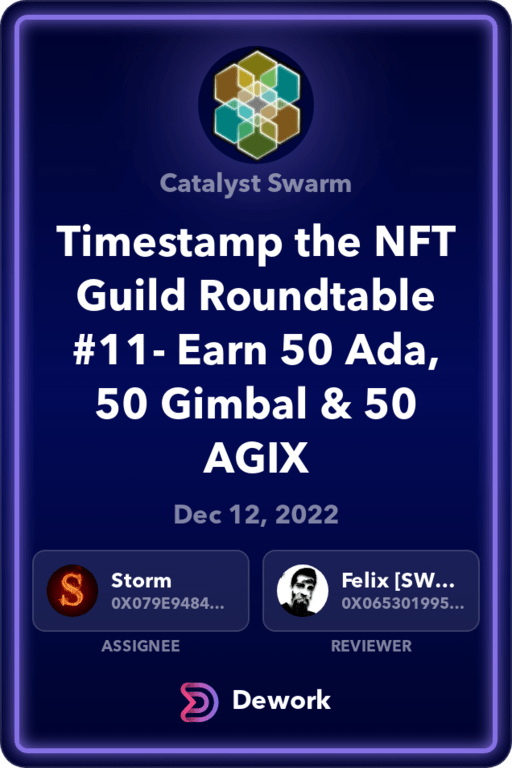 Catalyst Swarm
Timestamp the NFT
Guild Roundtable
#11- Earn 50 Ada,
50 Gimbal & 50
AGIX
Dec 12, 2022
S
Storm
0X079E9484...
ASSIGNEE
Felix [SW...
0X065301995...
REVIEWER
Dework